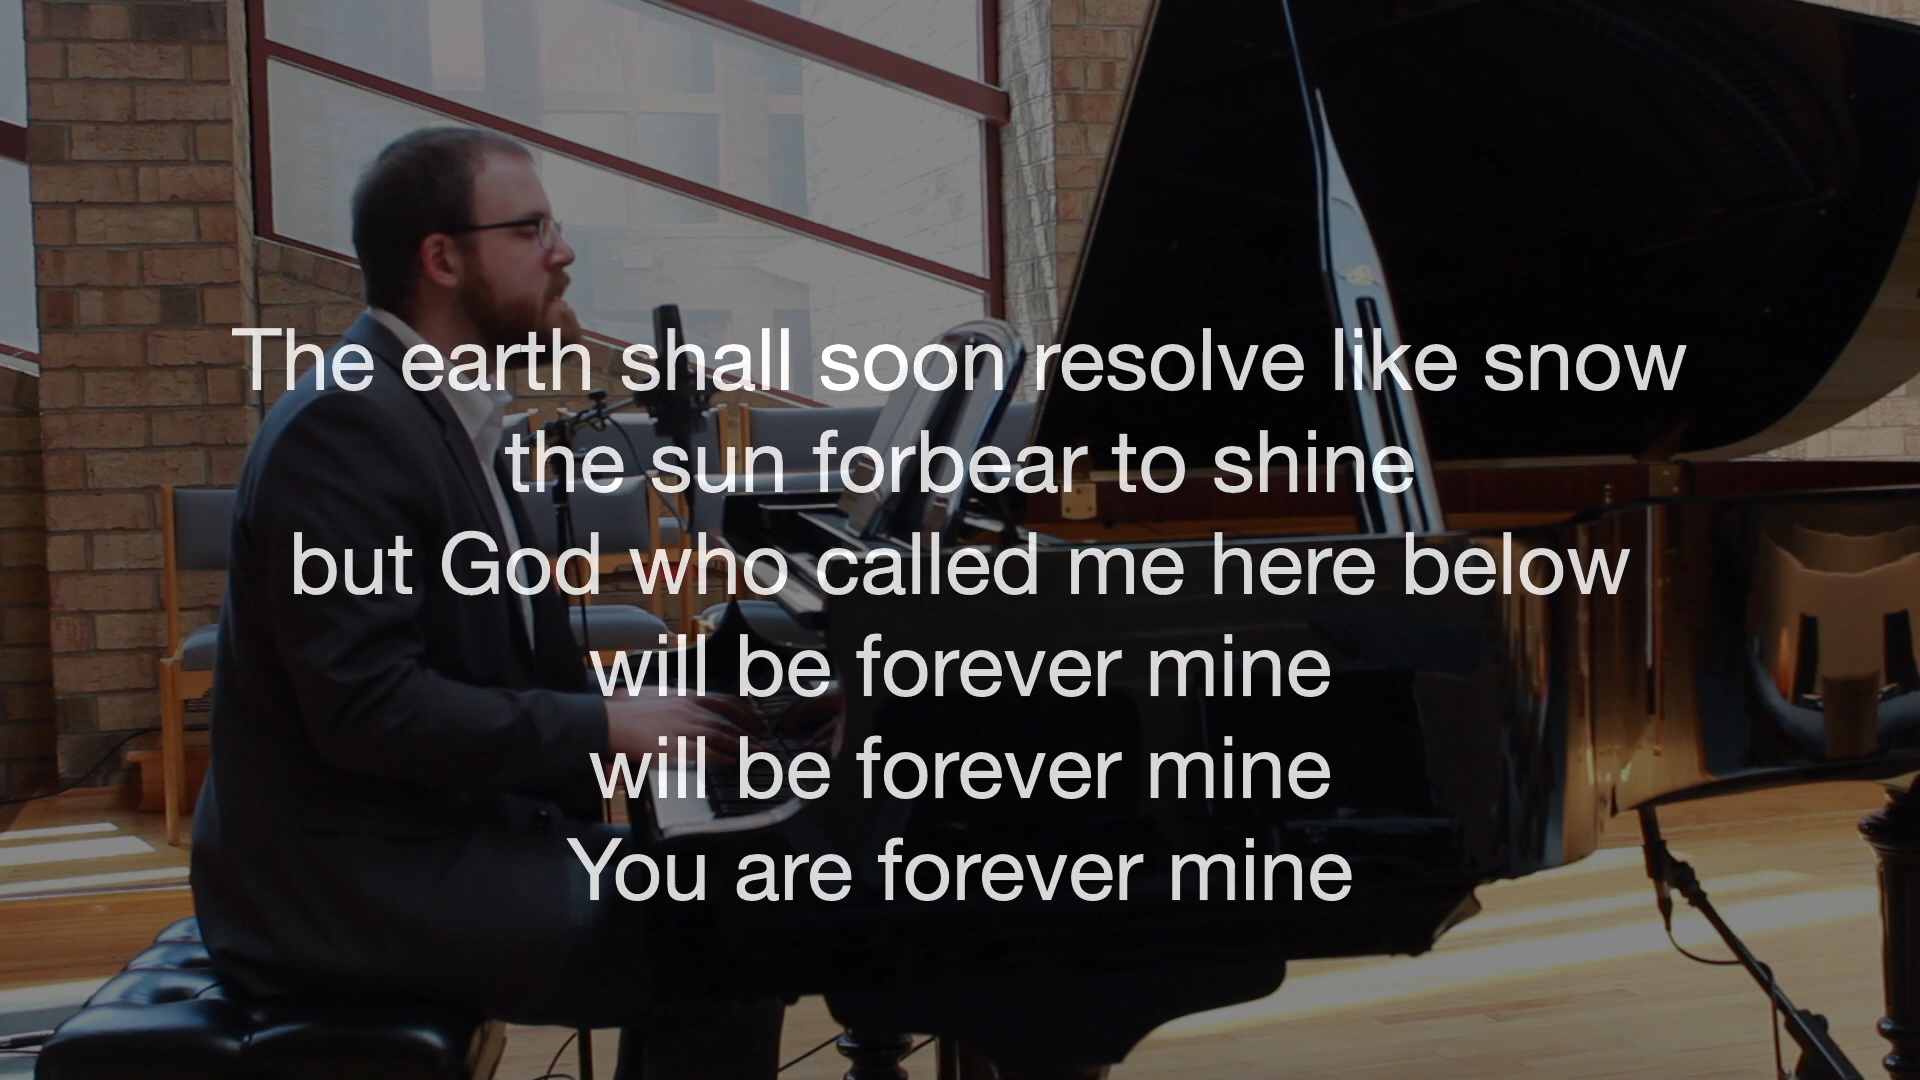 The earth shall soon resolve like snow
the sun forbear to shine
but God who called me here below
will be forever mine
will be forever mine
You are forever mine